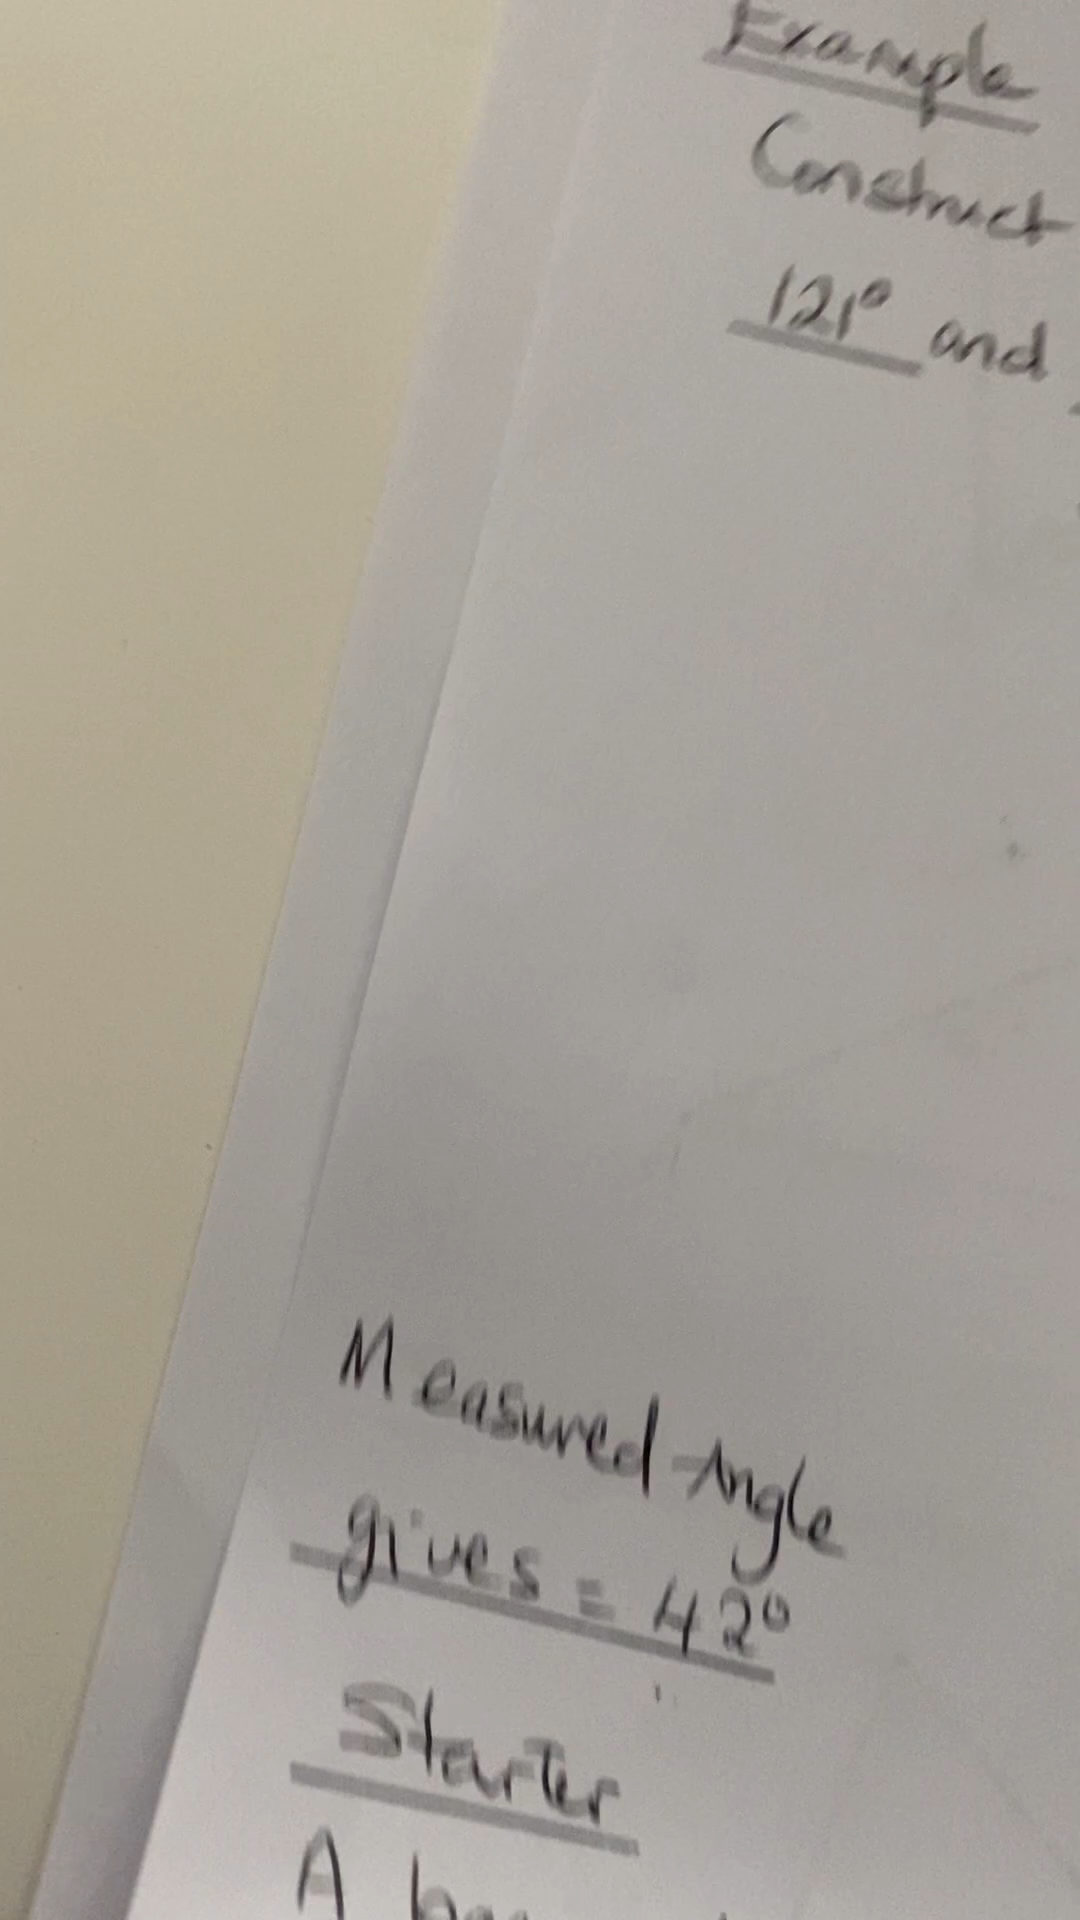 Example
Construct
121° and
Measured Angle
gives = 42°
Starter
A